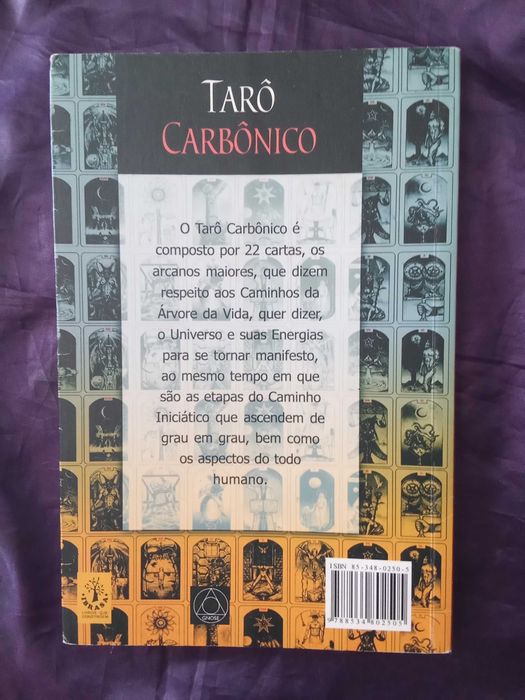 TARÔ
CARBÔNICO
O Tarô Carbônico é
composto por 22 cartas, os
arcanos maiores, que dizem
respeito aos Caminhos da
Árvore da Vida, quer dizer,
o Universo e suas Energias
para se tornar manifesto,
ao mesmo tempo em que
são as etapas do Caminho
Iniciático que ascendem de
grau em grau, bem como
os aspectos do todo
humano.
ISBN 85-348-0250-5
9788534802505
GNOSE